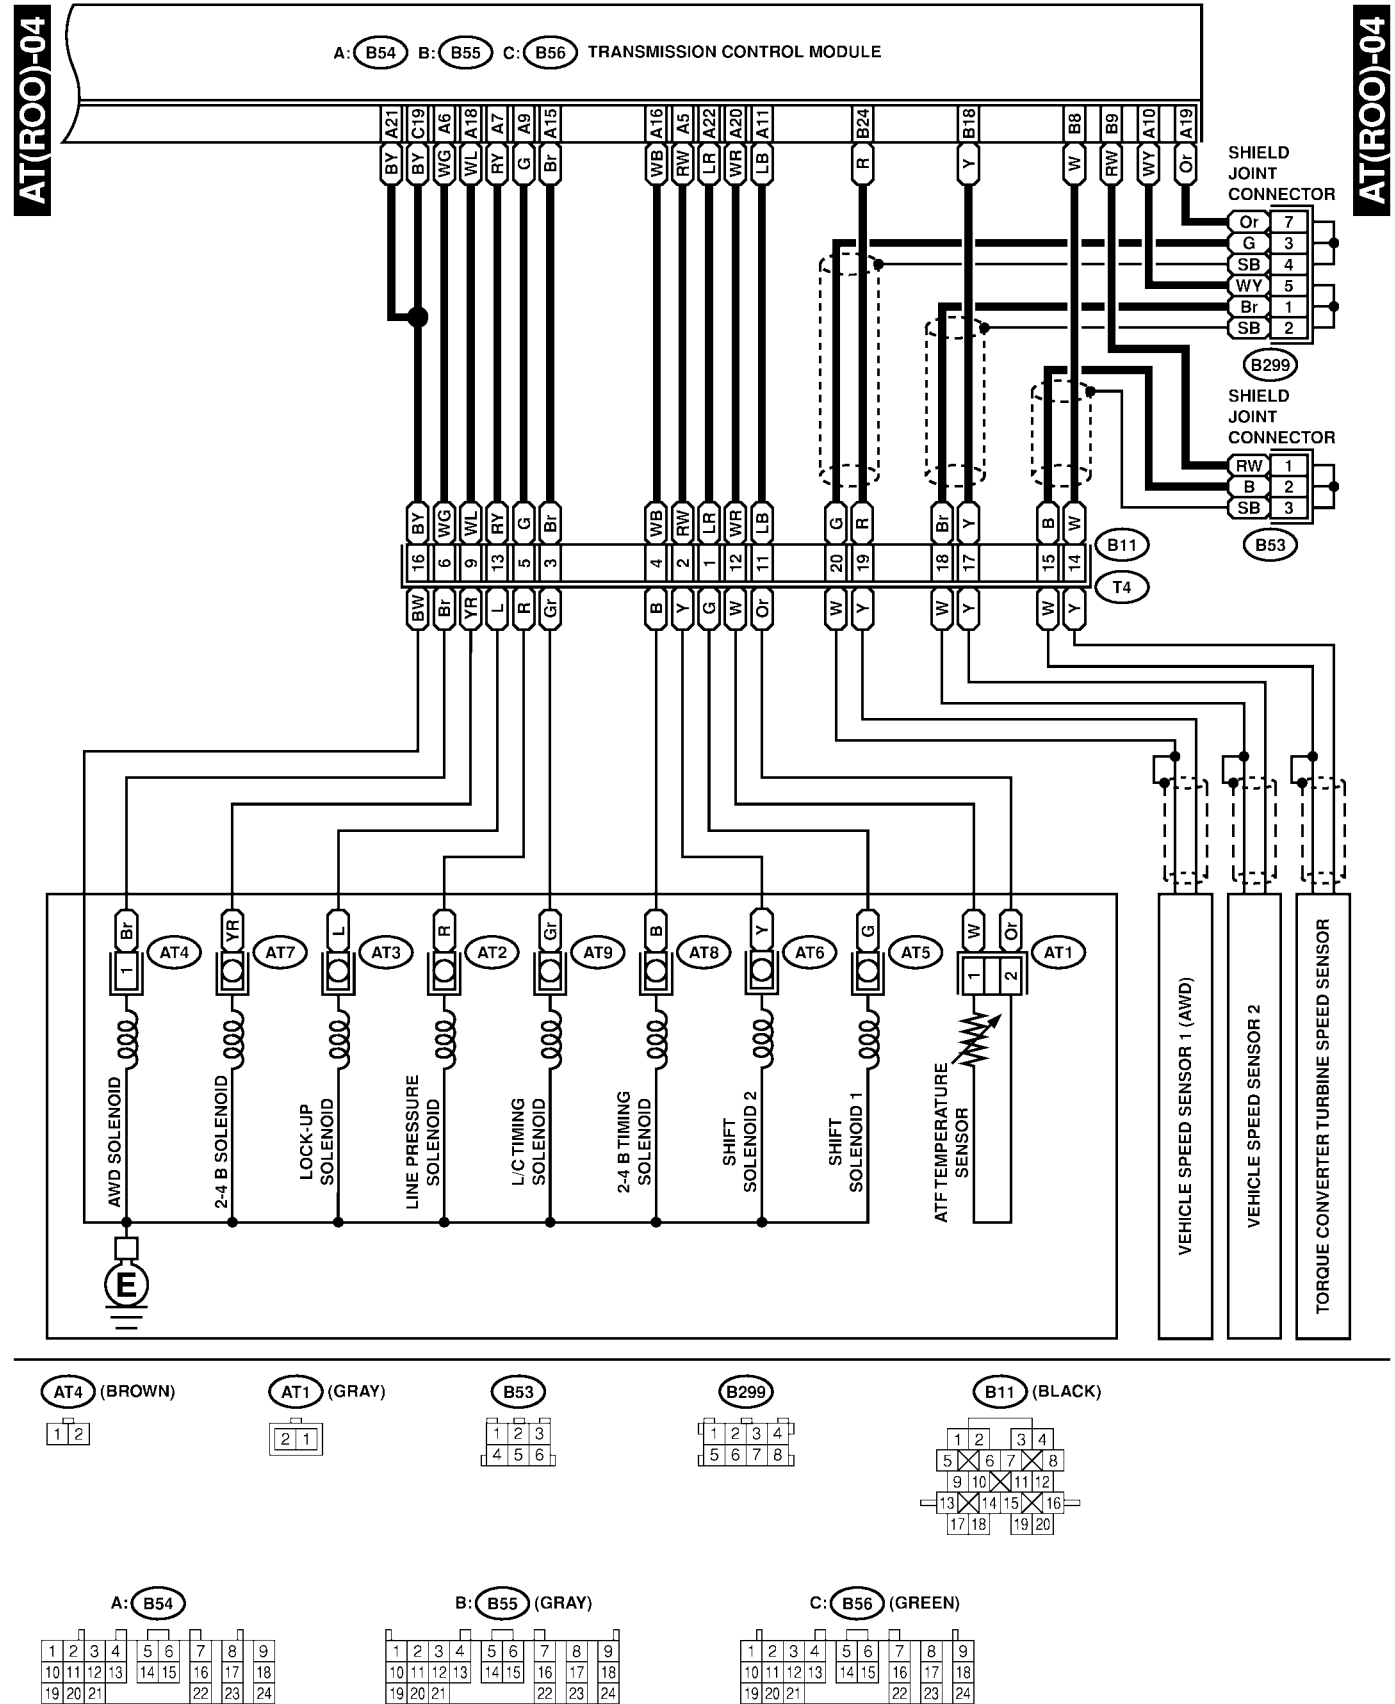 AT(ROO)-04
AT(ROO)-04
A: B54 B: B55 C: B56 TRANSMISSION CONTROL MODULE
A21 C19 A6 A18 A7 A9 A15 A16 A5 A22 A20 A11 B24 B18 B8 B9 A10 A19
BY BY WG WL RY G Br WB RW LR WR LB R Y W RW WY Or
SHIELD
JOINT
CONNECTOR
Or 7
G 3
SB 4
WY 5
Br 1
SB 2
B299
SHIELD
JOINT
CONNECTOR
RW 1
B 2
SB 3
B53
BY WG WL RY G Br WB RW LR WR LB G R Br Y B W
16 6 9 13 5 3 4 2 1 12 11 20 19 18 17 15 14
B11
T4
BW Br YR L R Gr B Y G W Or W Y W Y W Y
Br YR L R Gr B Y G W Or
1 AT4 AT7 AT3 AT2 AT9 AT8 AT6 AT5 1 2 AT1
AWD SOLENOID
2-4 B SOLENOID
LOCK-UP
SOLENOID
LINE PRESSURE
SOLENOID
L/C TIMING
SOLENOID
2-4 B TIMING
SOLENOID
SHIFT
SOLENOID 2
SHIFT
SOLENOID 1
ATF TEMPERATURE
SENSOR
VEHICLE SPEED SENSOR 1 (AWD)
VEHICLE SPEED SENSOR 2
TORQUE CONVERTER TURBINE SPEED SENSOR
E
AT4 (BROWN)
1 2
AT1 (GRAY)
2 1
B53
1 2 3
4 5 6
B299
1 2 3 4
5 6 7 8
B11 (BLACK)
1 2 3 4
5 6 7 8
9 10 11 12
13 14 15 16
17 18 19 20
A: B54
1 2 3 4 5 6 7 8 9
10 11 12 13 14 15 16 17 18
19 20 21 22 23 24
B: B55 (GRAY)
1 2 3 4 5 6 7 8 9
10 11 12 13 14 15 16 17 18
19 20 21 22 23 24
C: B56 (GREEN)
1 2 3 4 5 6 7 8 9
10 11 12 13 14 15 16 17 18
19 20 21 22 23 24